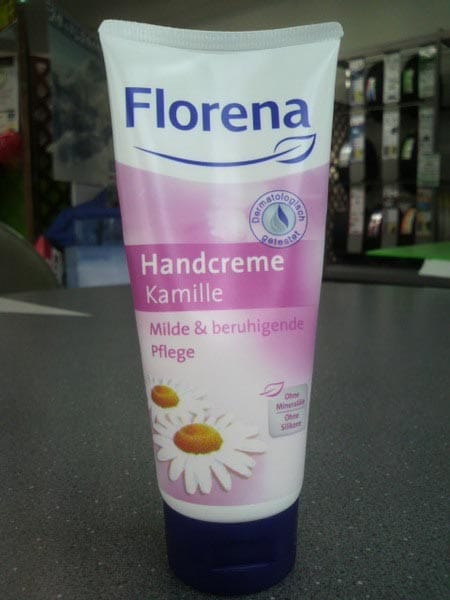 Florena
Dermatologisch
getestet
Handcreme
Kamille
Milde & beruhigende
Pflege
Ohne
Mineralöle
Ohne
Silikone